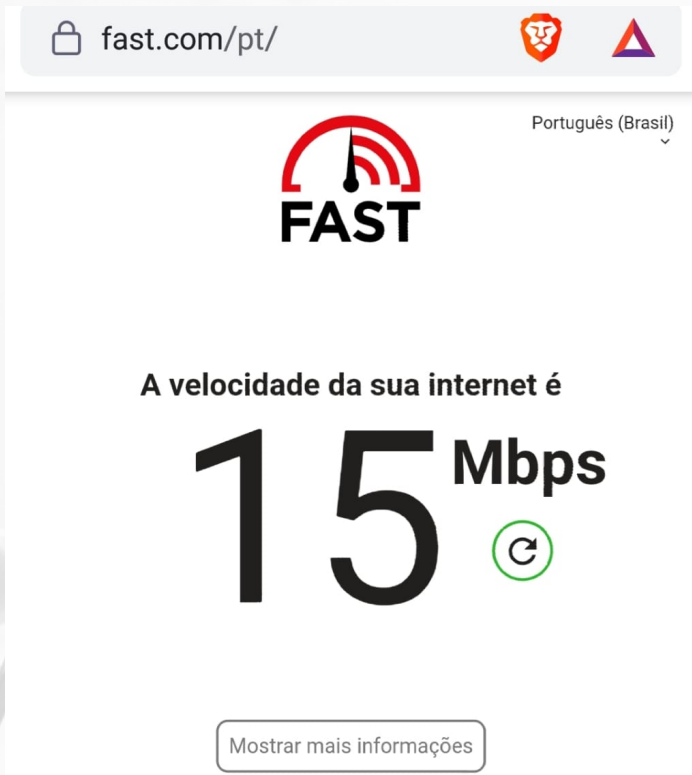 fast.com/pt/
Português (Brasil)
FAST
A velocidade da sua internet é
15 Mbps
Mostrar mais informações